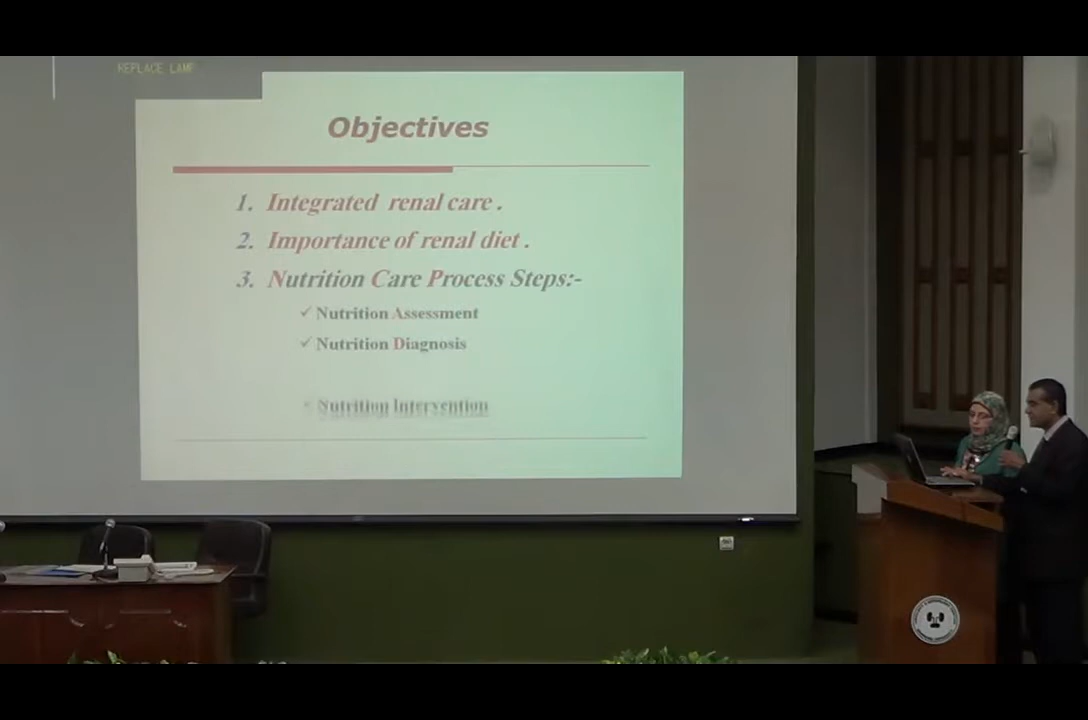 REPLACE LAMP
Objectives
1. Integrated renal care .
2. Importance of renal diet .
3. Nutrition Care Process Steps:-
✓ Nutrition Assessment
✓ Nutrition Diagnosis
✓ Nutrition Intervention